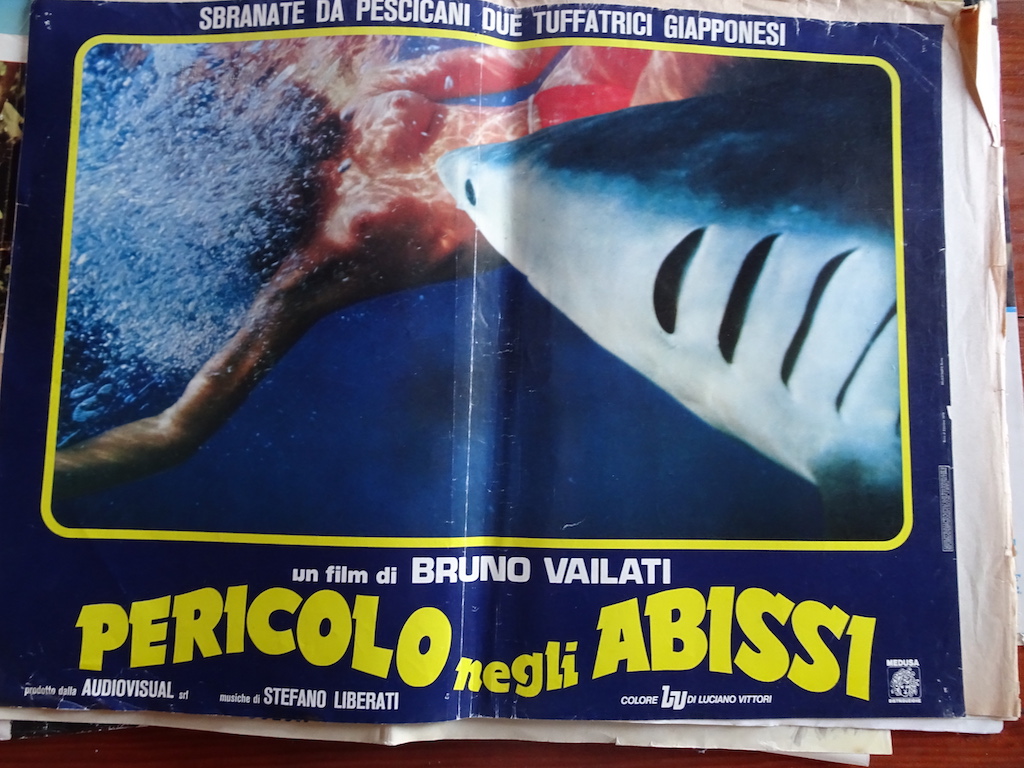 SBRANATE DA PESCICANI DUE TUFFATRICI GIAPPONESI
un film di BRUNO VAILATI
PERICOLO negli ABISSI
prodotto dalla AUDIOVISUAL srl
musiche di STEFANO LIBERATI
COLORE LV DI LUCIANO VITTORI
MEDUSA